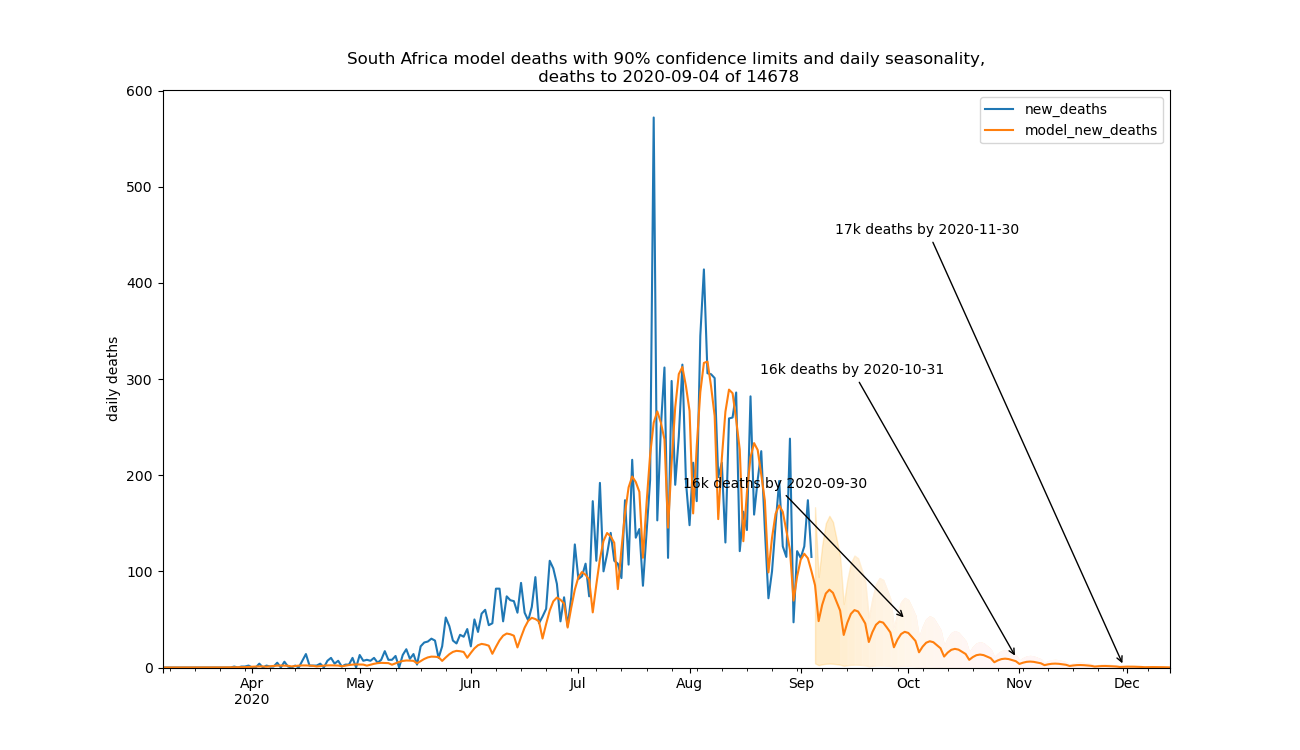 South Africa model deaths with 90% confidence limits and daily seasonality,
deaths to 2020-09-04 of 14678
600
new_deaths
model_new_deaths
500
17k deaths by 2020-11-30
400
daily deaths
16k deaths by 2020-10-31
300
16k deaths by 2020-09-30
200
100
0
Apr May Jun Jul Aug Sep Oct Nov Dec
2020